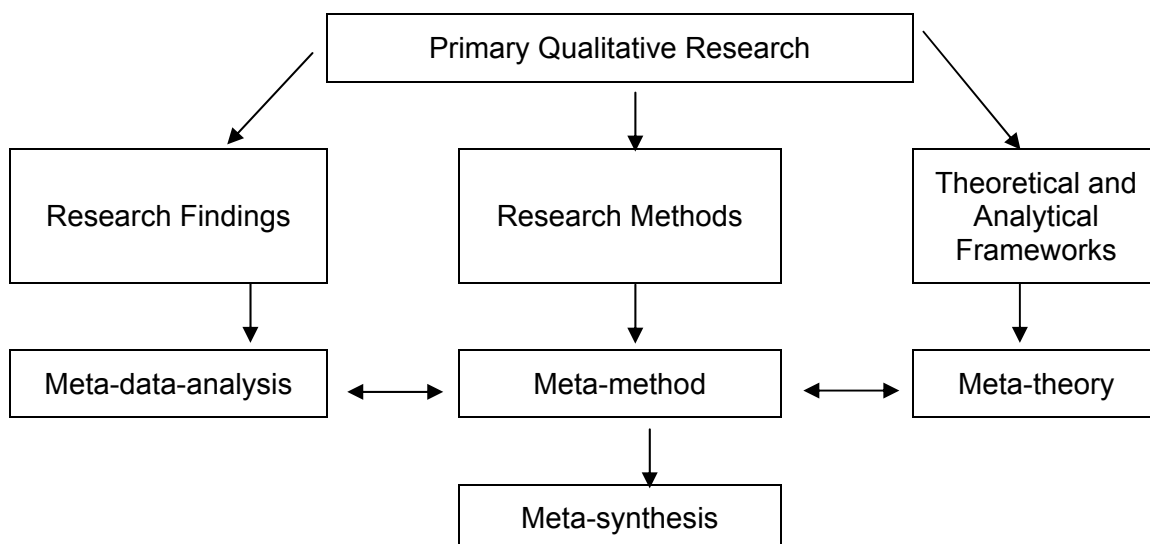 Primary Qualitative Research
Research Findings
Research Methods
Theoretical and
Analytical
Frameworks
Meta-data-analysis
Meta-method
Meta-theory
Meta-synthesis